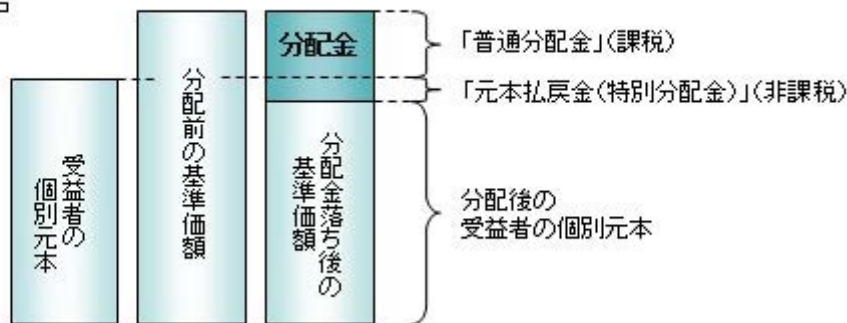 受益者の
個別元本
分配前の基準価額
分配金
分配金落ち後の
基準価額
「普通分配金」(課税)
「元本払戻金(特別分配金)」(非課税)
分配後の
受益者の個別元本